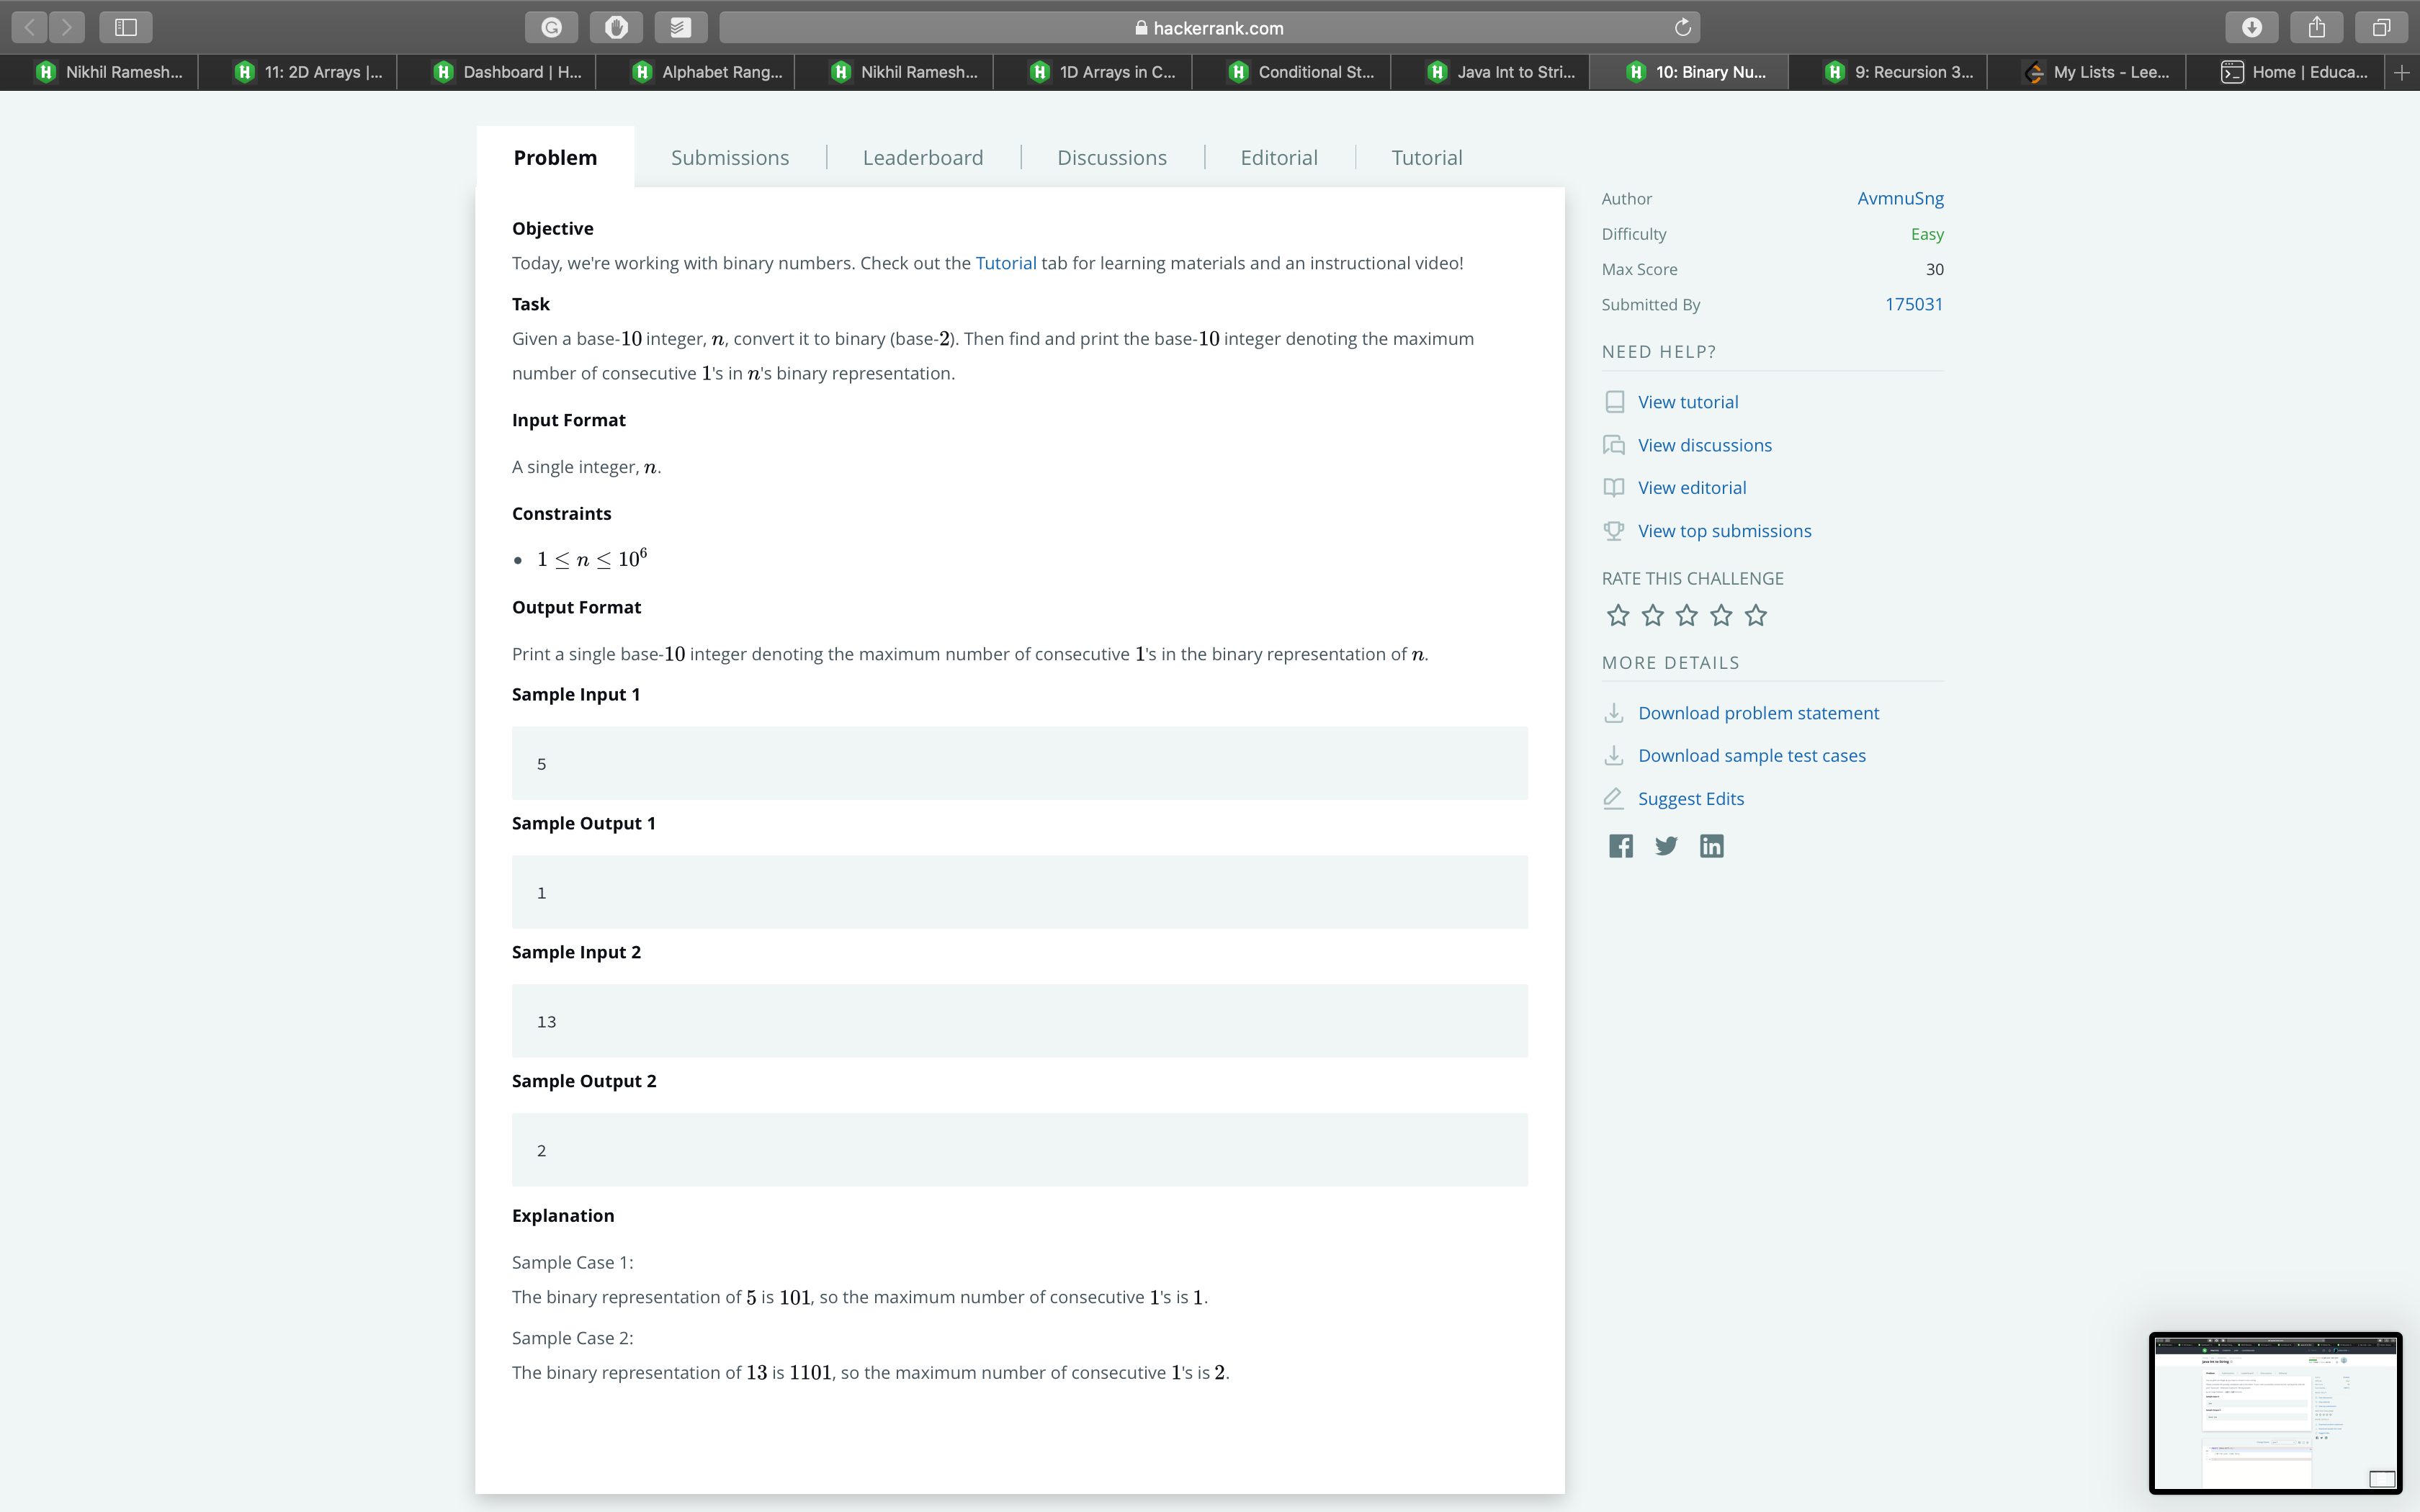 hackerrank.com
Nikhil Ramesh...
11: 2D Arrays |...
Dashboard | H...
Alphabet Rang...
Nikhil Ramesh...
1D Arrays in C...
Conditional St...
Java Int to Stri...
10: Binary Nu...
9: Recursion 3...
My Lists - Lee...
Home | Educa...
Problem
Submissions
Leaderboard
Discussions
Editorial
Tutorial
Objective
Today, we're working with binary numbers. Check out the Tutorial tab for learning materials and an instructional video!
Task
Given a base-10 integer, n, convert it to binary (base-2). Then find and print the base-10 integer denoting the maximum
number of consecutive 1's in n's binary representation.
Input Format
A single integer, n.
Constraints
• 1 ≤ n ≤ 10⁶
Output Format
Print a single base-10 integer denoting the maximum number of consecutive 1's in the binary representation of n.
Sample Input 1
5
Sample Output 1
1
Sample Input 2
13
Sample Output 2
2
Explanation
Sample Case 1:
The binary representation of 5 is 101, so the maximum number of consecutive 1's is 1.
Sample Case 2:
The binary representation of 13 is 1101, so the maximum number of consecutive 1's is 2.
Author AvmnuSng
Difficulty Easy
Max Score 30
Submitted By 175031
NEED HELP?
View tutorial
View discussions
View editorial
View top submissions
RATE THIS CHALLENGE
MORE DETAILS
Download problem statement
Download sample test cases
Suggest Edits